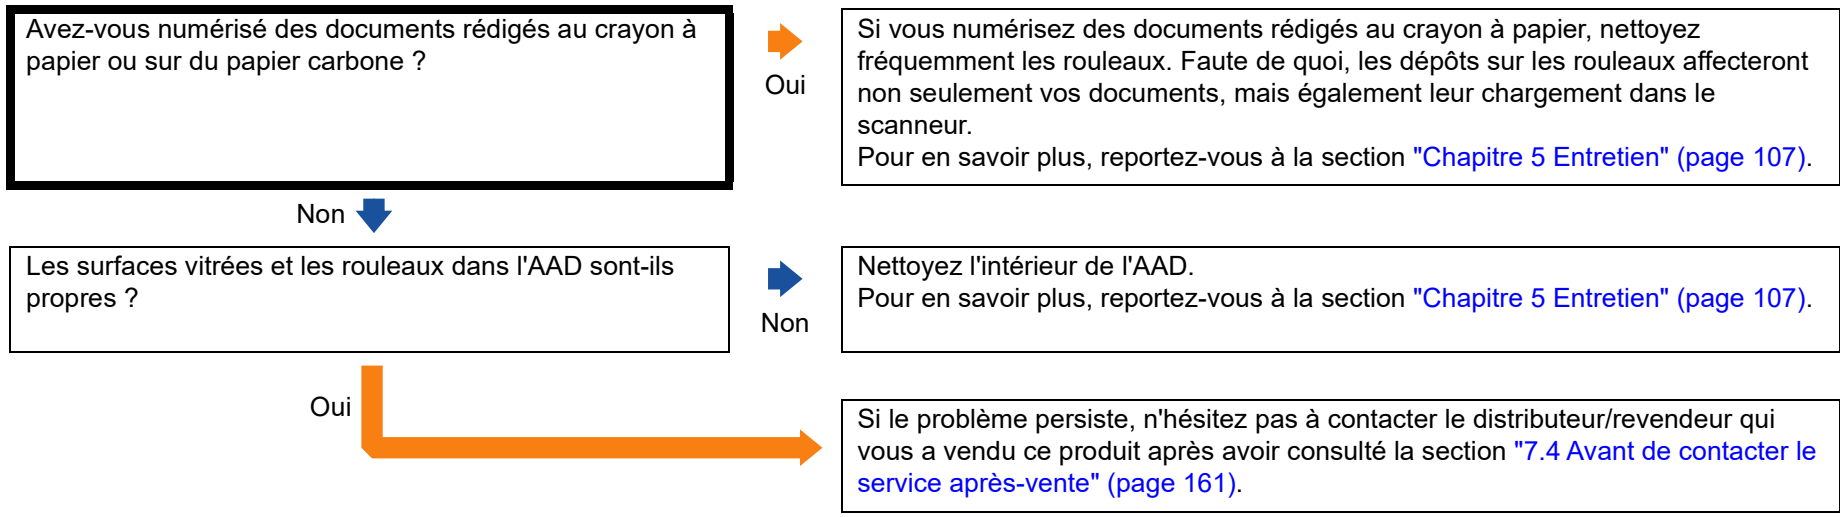 Avez-vous numérisé des documents rédigés au crayon à
papier ou sur du papier carbone ?
Oui
Si vous numérisez des documents rédigés au crayon à papier, nettoyez
fréquemment les rouleaux. Faute de quoi, les dépôts sur les rouleaux affecteront
non seulement vos documents, mais également leur chargement dans le
scanneur.
Pour en savoir plus, reportez-vous à la section "Chapitre 5 Entretien" (page 107).
Non
Les surfaces vitrées et les rouleaux dans l'AAD sont-ils
propres ?
Non
Nettoyez l'intérieur de l'AAD.
Pour en savoir plus, reportez-vous à la section "Chapitre 5 Entretien" (page 107).
Oui
Si le problème persiste, n'hésitez pas à contacter le distributeur/revendeur qui
vous a vendu ce produit après avoir consulté la section "7.4 Avant de contacter le
service après-vente" (page 161).